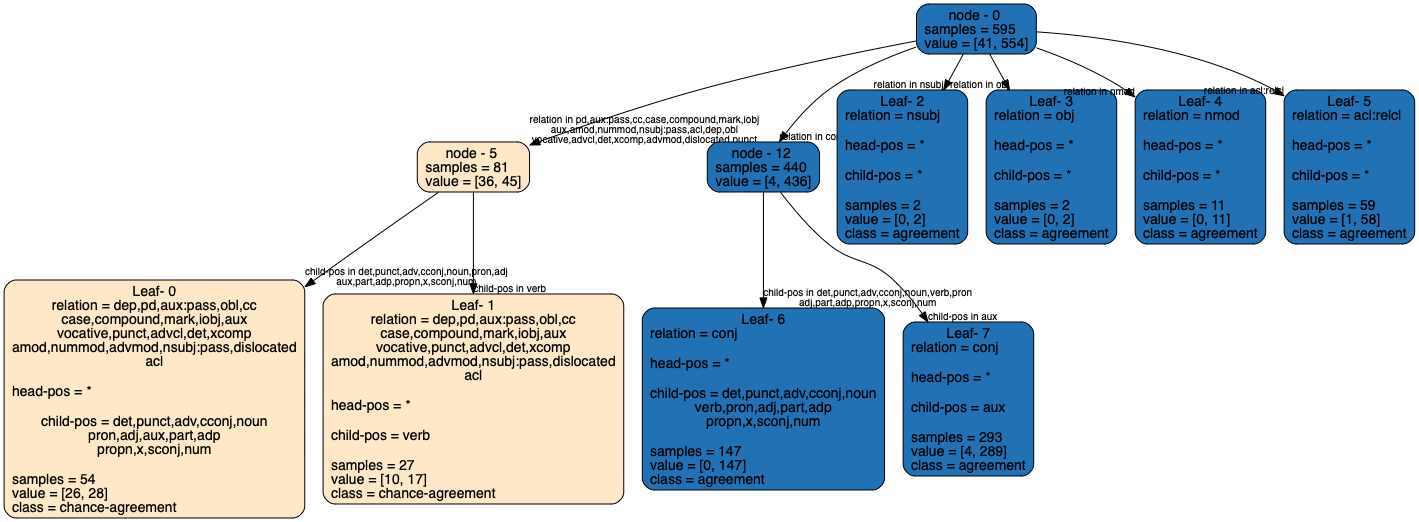 node - 0
samples = 595
value = [41, 554]
relation in pd,aux:pass,cc,case,compound,mark,iobj
aux,amod,nummod,nsubj:pass,acl,dep,obl
vocative,advcl,det,xcomp,advmod,dislocated,punct
relation in
relation in nsubj
relation in obj
relation in nmod
relation in acl:relcl
node - 5
samples = 81
value = [36, 45]
node - 12
samples = 440
value = [4, 436]
Leaf- 2
relation = nsubj
head-pos = *
child-pos = *
samples = 2
value = [0, 2]
class = agreement
Leaf- 3
relation = obj
head-pos = *
child-pos = *
samples = 2
value = [0, 2]
class = agreement
Leaf- 4
relation = nmod
head-pos = *
child-pos = *
samples = 11
value = [0, 11]
class = agreement
Leaf- 5
relation = acl:relcl
head-pos = *
child-pos = *
samples = 59
value = [1, 58]
class = agreement
child-pos in det,punct,adv,cconj,noun,pron,adj
aux,part,adp,propn,x,sconj,num
child-pos in verb
child-pos in det,punct,adv,cconj,noun,verb,pron
adj,part,adp,propn,x,sconj,num
child-pos in aux
Leaf- 0
relation = dep,pd,aux:pass,obl,cc
case,compound,mark,iobj,aux
vocative,punct,advcl,det,xcomp
amod,nummod,advmod,nsubj:pass,dislocated
acl
head-pos = *
child-pos = det,punct,adv,cconj,noun
pron,adj,aux,part,adp
propn,x,sconj,num
samples = 54
value = [26, 28]
class = chance-agreement
Leaf- 1
relation = dep,pd,aux:pass,obl,cc
case,compound,mark,iobj,aux
vocative,punct,advcl,det,xcomp
amod,nummod,advmod,nsubj:pass,dislocated
acl
head-pos = *
child-pos = verb
samples = 27
value = [10, 17]
class = chance-agreement
Leaf- 6
relation = conj
head-pos = *
child-pos = det,punct,adv,cconj,noun
verb,pron,adj,part,adp
propn,x,sconj,num
samples = 147
value = [0, 147]
class = agreement
Leaf- 7
relation = conj
head-pos = *
child-pos = aux
samples = 293
value = [4, 289]
class = agreement